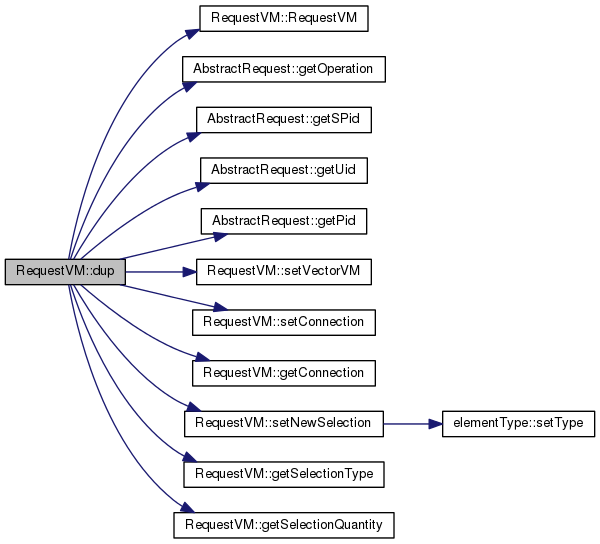 RequestVM::RequestVM
AbstractRequest::getOperation
AbstractRequest::getSPid
AbstractRequest::getUid
AbstractRequest::getPid
RequestVM::dup
RequestVM::setVectorVM
RequestVM::setConnection
RequestVM::getConnection
RequestVM::setNewSelection
elementType::setType
RequestVM::getSelectionType
RequestVM::getSelectionQuantity